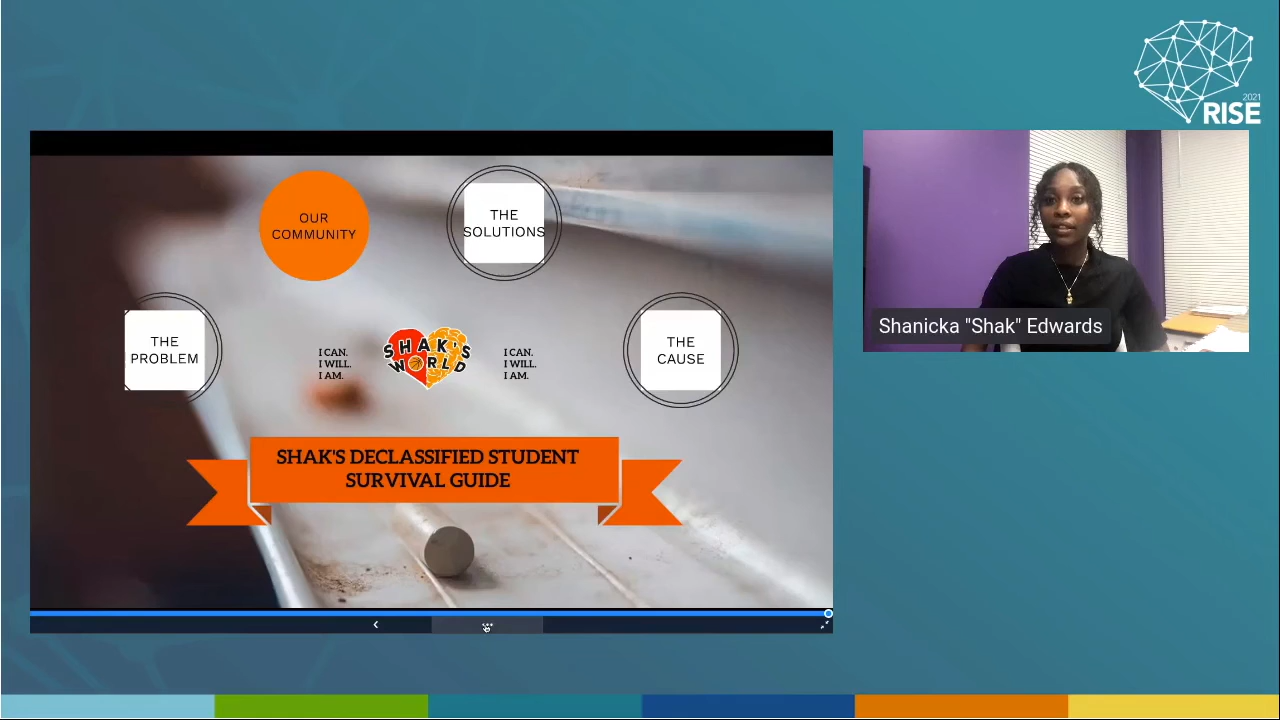 2021
RISE
OUR
COMMUNITY
THE
SOLUTIONS
THE
PROBLEM
I CAN.
I WILL.
I AM.
SHAK'S
WORLD
I CAN.
I WILL.
I AM.
THE
CAUSE
SHAK'S DECLASSIFIED STUDENT
SURVIVAL GUIDE
Shanicka "Shak" Edwards